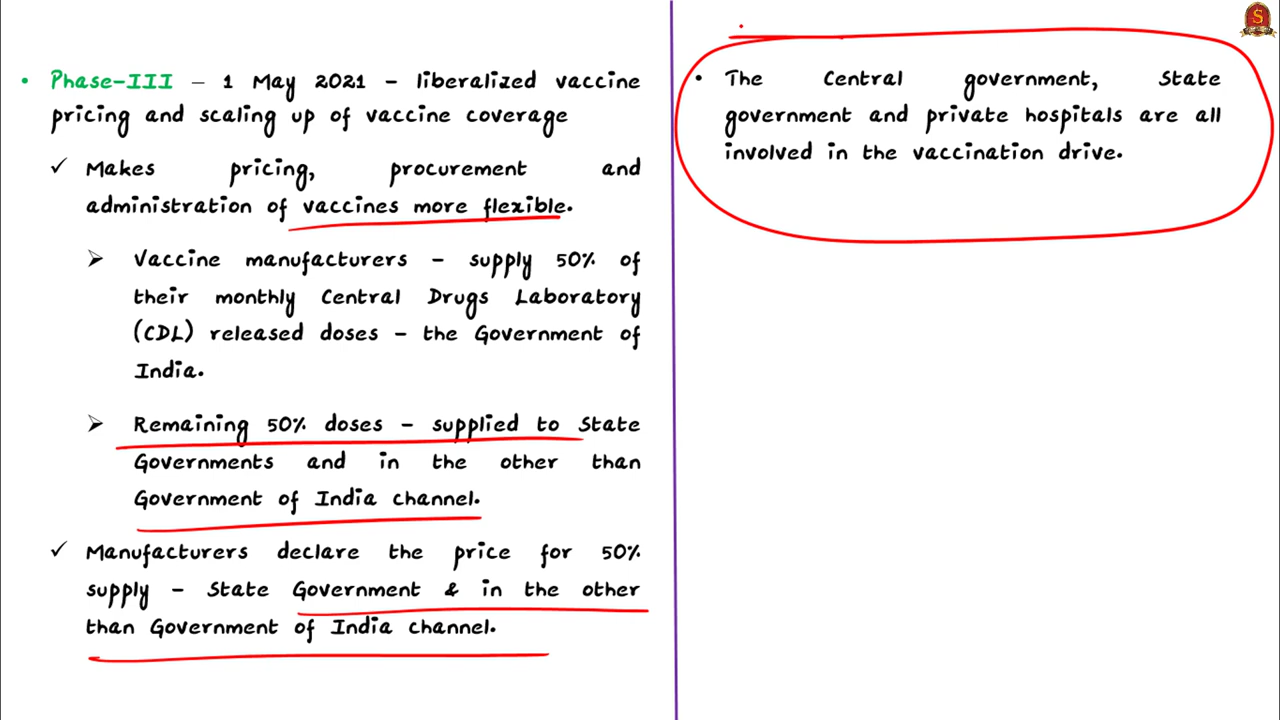 • Phase-III – 1 May 2021 – liberalized vaccine
pricing and scaling up of vaccine coverage
✓ Makes pricing, procurement and
administration of vaccines more flexible.
➢ Vaccine manufacturers – supply 50% of
their monthly Central Drugs Laboratory
(CDL) released doses – the Government of
India.
➢ Remaining 50% doses – supplied to State
Governments and in the other than
Government of India channel.
✓ Manufacturers declare the price for 50%
supply – State Government & in the other
than Government of India channel.
• The Central government, State
government and private hospitals are all
involved in the vaccination drive.
S